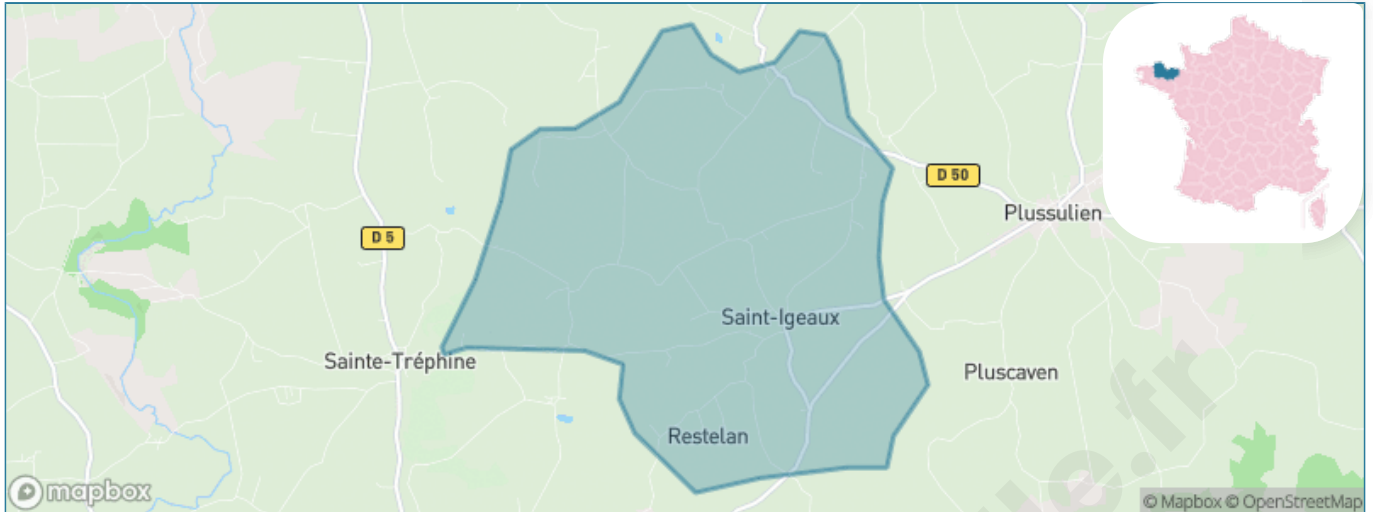 D 50
Plussulien
D 5
Saint-Igeaux
Sainte-Tréphine
Pluscaven
Restelan
mapbox
© Mapbox © OpenStreetMap